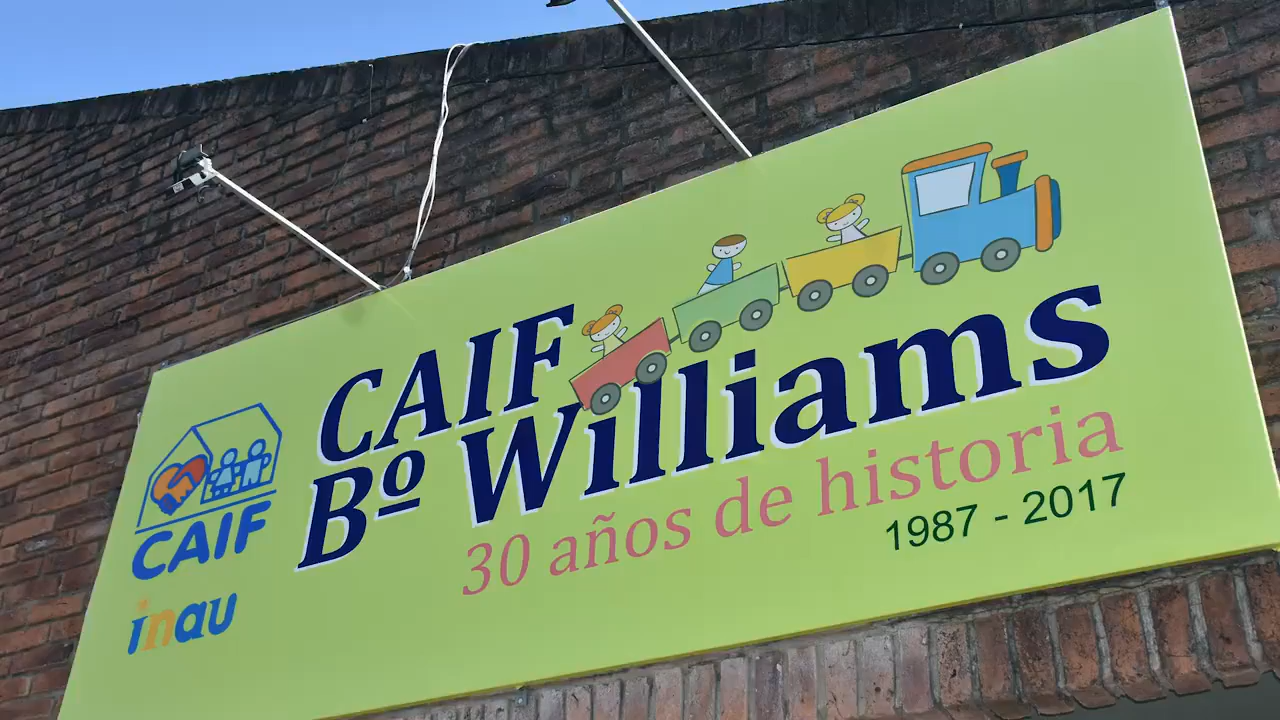 CAIF
Bº Williams
30 años de historia
1987 - 2017
CAIF
inau